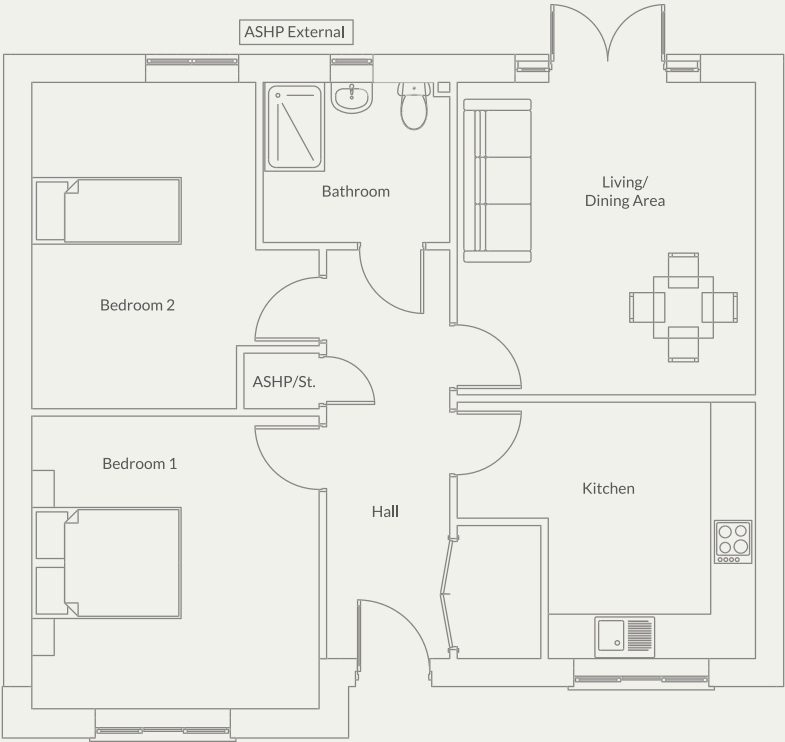 ASHP External
Bathroom
Living/
Dining Area
Bedroom 2
ASHP/St.
Bedroom 1
Hall
Kitchen